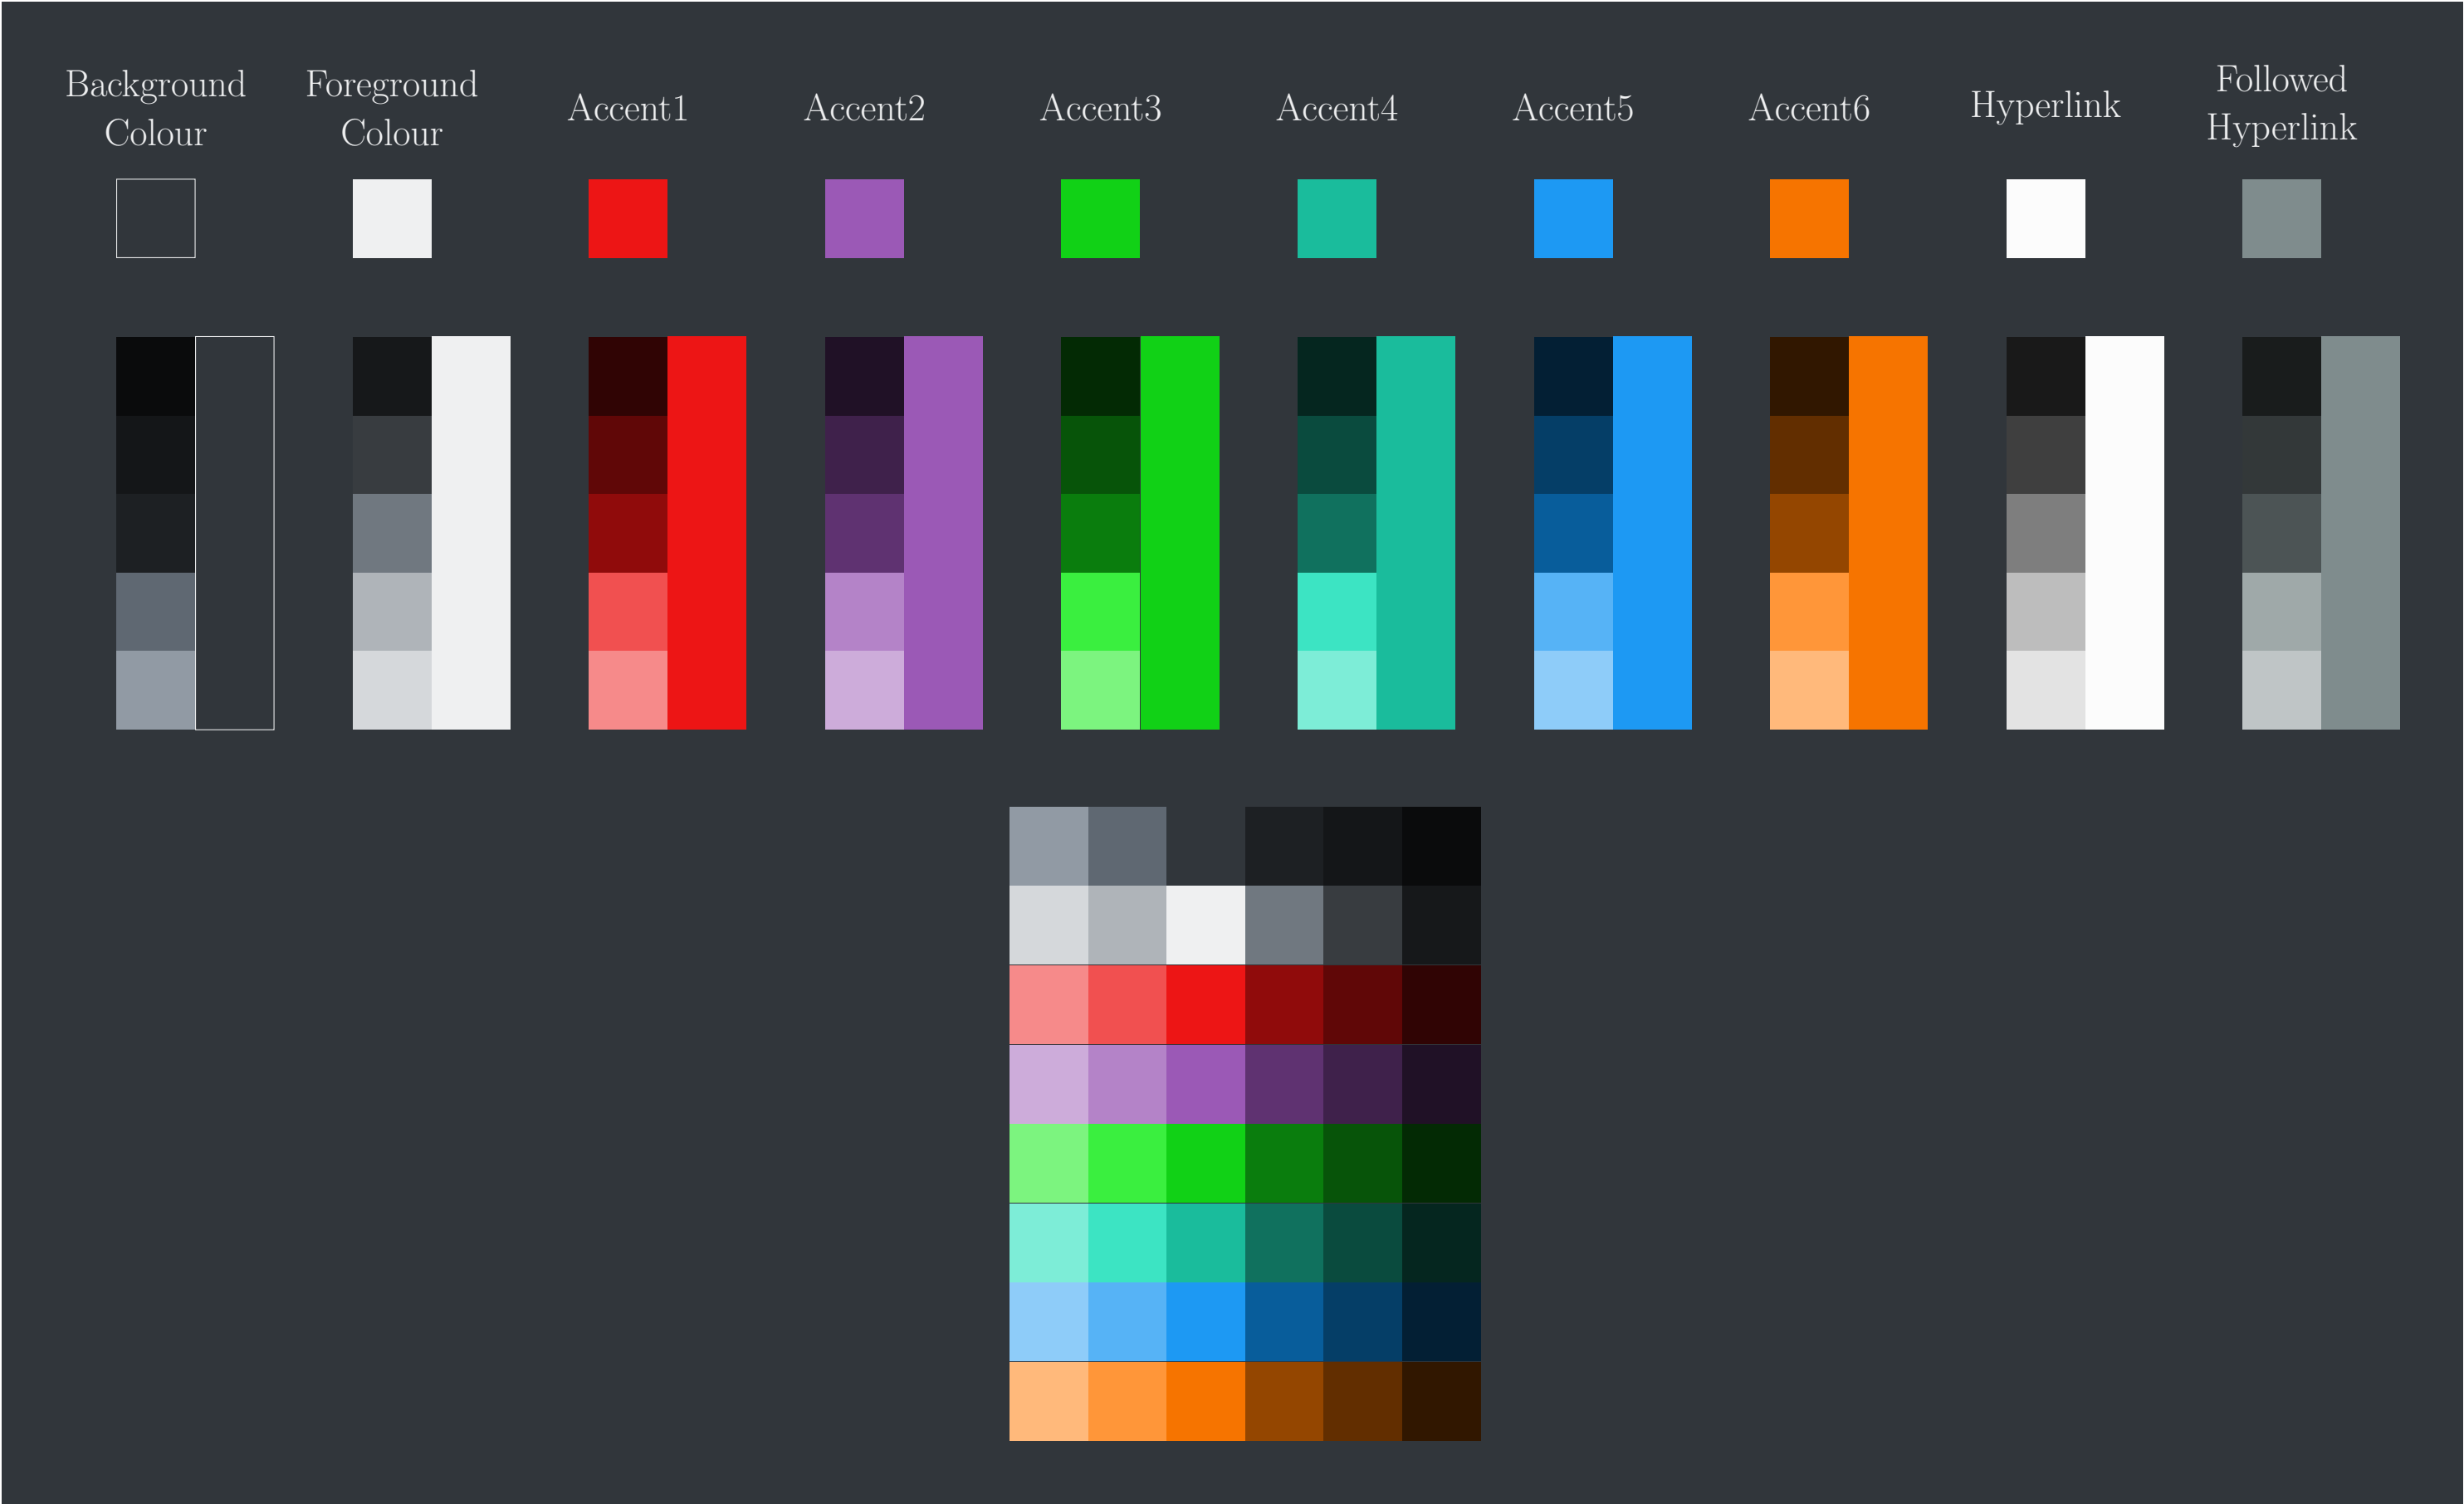 Background
Colour
Foreground
Colour
Accent1
Accent2
Accent3
Accent4
Accent5
Accent6
Hyperlink
Followed
Hyperlink